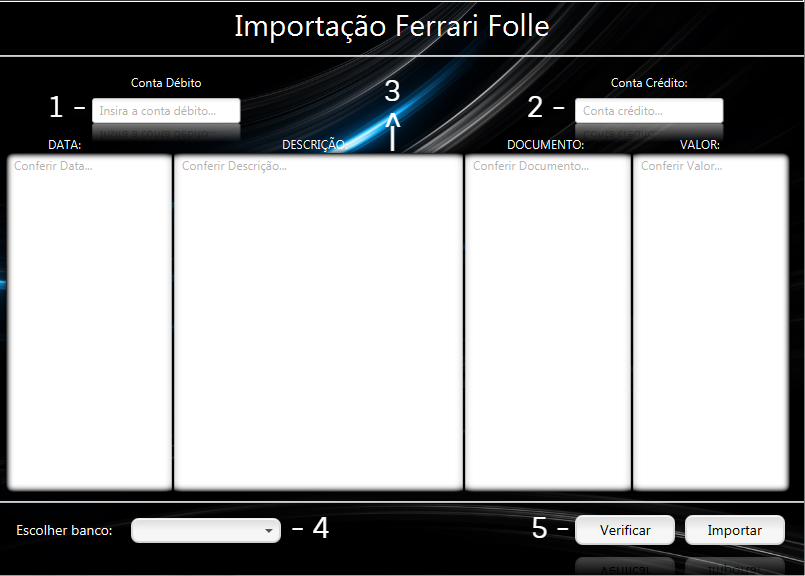 Importação Ferrari Folle
Conta Débito
Conta Crédito:
3
1 - Insira a conta débito...
2 - Conta crédito...
^
|
DATA:
DESCRIÇÃO:
DOCUMENTO:
VALOR:
Conferir Data...
Conferir Descrição...
Conferir Documento...
Conferir Valor...
Escolher banco:
- 4
5 -
Verificar
Importar